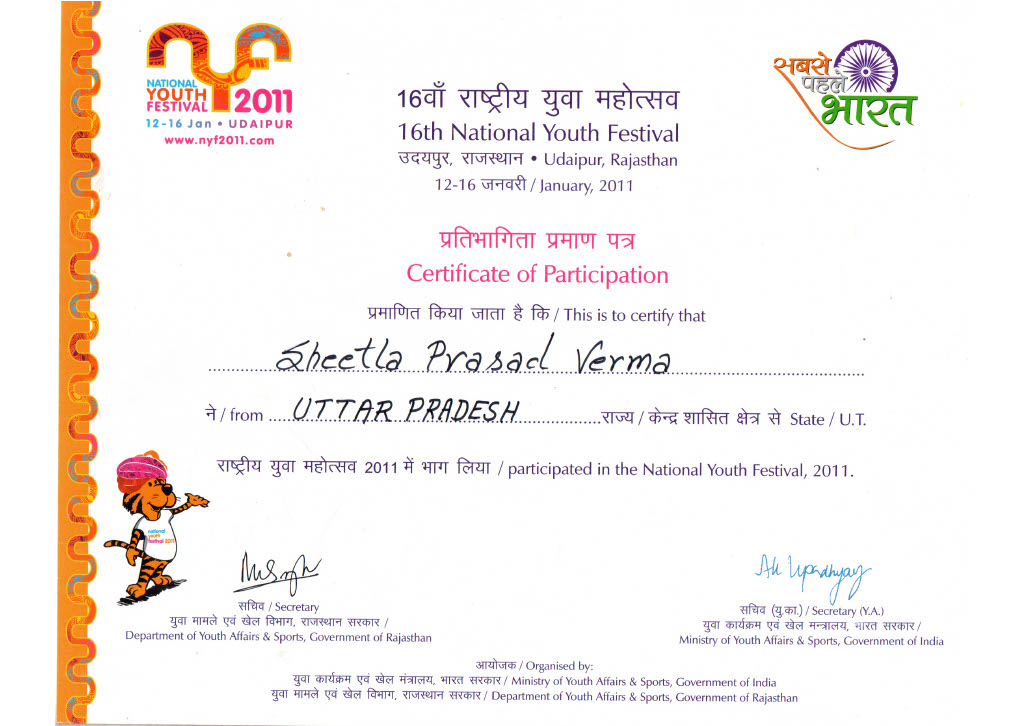 NATIONAL
YOUTH
FESTIVAL 2011
12-16 Jan • UDAIPUR
www.nyf2011.com
सबसे
पहले
भारत
16वाँ राष्ट्रीय युवा महोत्सव
16th National Youth Festival
उदयपुर, राजस्थान • Udaipur, Rajasthan
12-16 जनवरी / January, 2011
प्रतिभागिता प्रमाण पत्र
Certificate of Participation
प्रमाणित किया जाता है कि / This is to certify that
Sheetla Prasad Verma
ने / from UTTAR PRADESH राज्य / केन्द्र शासित क्षेत्र से State / U.T.
राष्ट्रीय युवा महोत्सव 2011 में भाग लिया / participated in the National Youth Festival, 2011.
national
youth
festival 2011
सचिव / Secretary
युवा मामले एवं खेल विभाग, राजस्थान सरकार /
Department of Youth Affairs & Sports, Government of Rajasthan
AK Upadhyay
सचिव (यु.का.) / Secretary (Y.A.)
युवा कार्यक्रम एवं खेल मन्त्रालय, भारत सरकार /
Ministry of Youth Affairs & Sports, Government of India
आयोजक / Organised by:
युवा कार्यक्रम एवं खेल मंत्रालय, भारत सरकार / Ministry of Youth Affairs & Sports, Government of India
युवा मामले एवं खेल विभाग, राजस्थान सरकार / Department of Youth Affairs & Sports, Government of Rajasthan